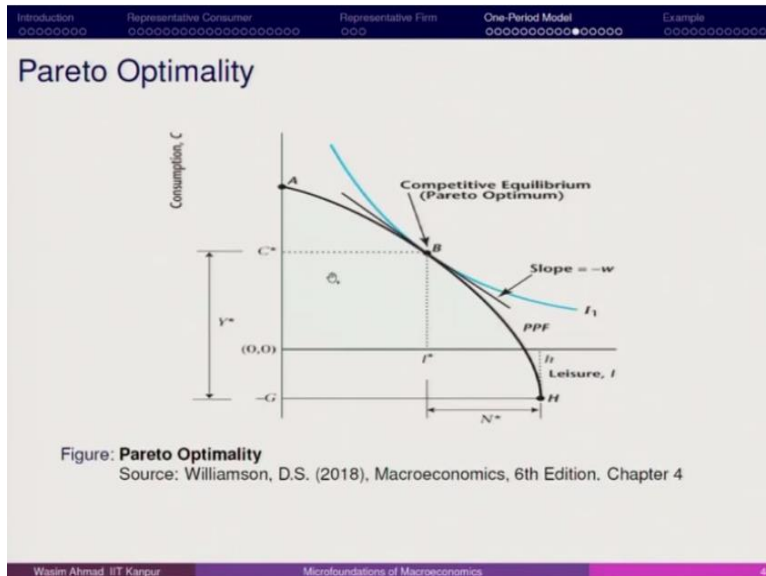 Introduction
Representative Consumer
Representative Firm
One-Period Model
Example
Pareto Optimality
Consumption, C
A
Competitive Equilibrium
(Pareto Optimum)
C*
B
Slope = -w
I₁
Y*
PPF
(0,0)
l*
h
Leisure, l
-G
H
N*
Figure: Pareto Optimality
Source: Williamson, D.S. (2018), Macroeconomics, 6th Edition. Chapter 4
Wasim Ahmad IIT Kanpur
Microfoundations of Macroeconomics